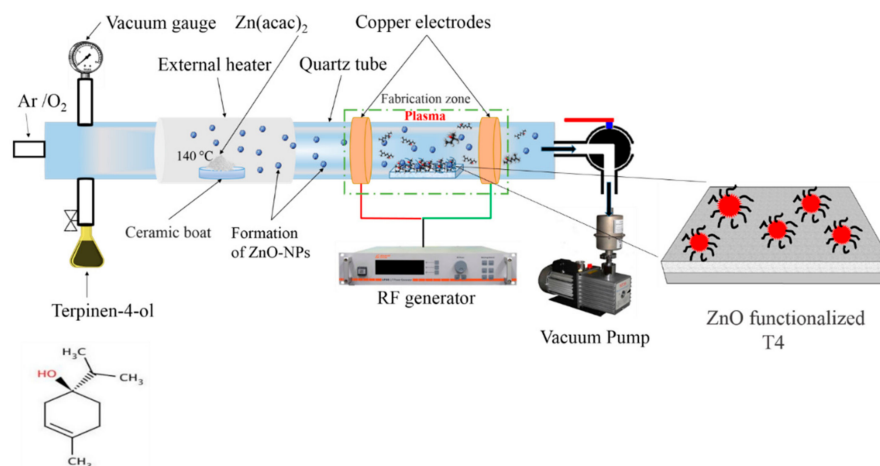 Vacuum gauge
Zn(acac)2
Copper electrodes
External heater
Quartz tube
Ar /O2
Fabrication zone
Plasma
140 °C
Ceramic boat
Formation
of ZnO-NPs
Terpinen-4-ol
RF generator
Vacuum Pump
ZnO functionalized
T4
CH3
HO
CH3
CH3